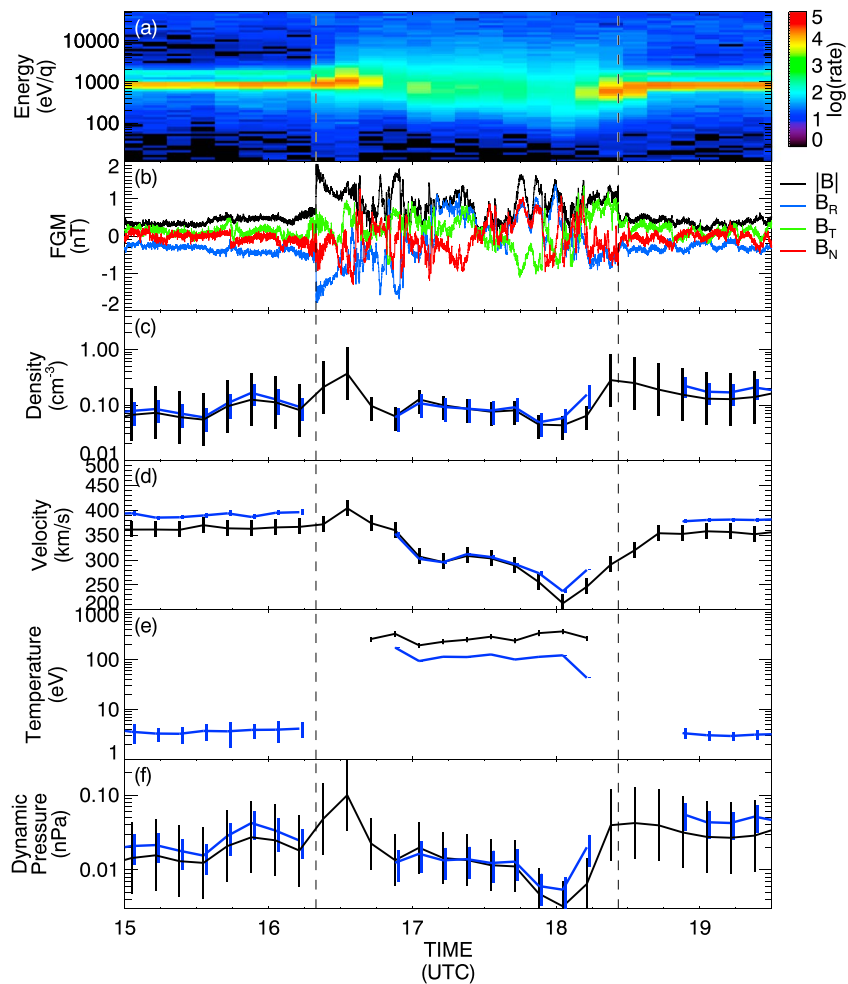 (a)
Energy
(eV/q)
10000
1000
100
5
4
3
2
1
0
log(rate)
(b)
FGM
(nT)
2
1
0
-1
-2
|B|
B_R
B_T
B_N
(c)
Density
(cm⁻³)
1.00
0.10
0.01
(d)
Velocity
(km/s)
500
450
400
350
300
250
200
(e)
Temperature
(eV)
1000
100
10
1
(f)
Dynamic
Pressure
(nPa)
0.10
0.01
15 16 17 18 19
TIME
(UTC)